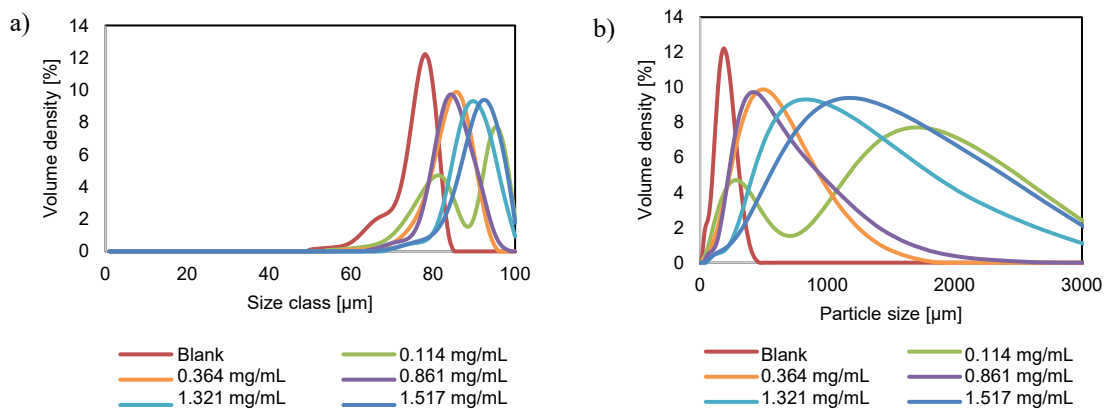 a)
Volume density [%]
14
12
10
8
6
4
2
0
0 20 40 60 80 100
Size class [µm]
Blank 0.114 mg/mL
0.364 mg/mL 0.861 mg/mL
1.321 mg/mL 1.517 mg/mL
b)
Volume density [%]
14
12
10
8
6
4
2
0
0 1000 2000 3000
Particle size [µm]
Blank 0.114 mg/mL
0.364 mg/mL 0.861 mg/mL
1.321 mg/mL 1.517 mg/mL